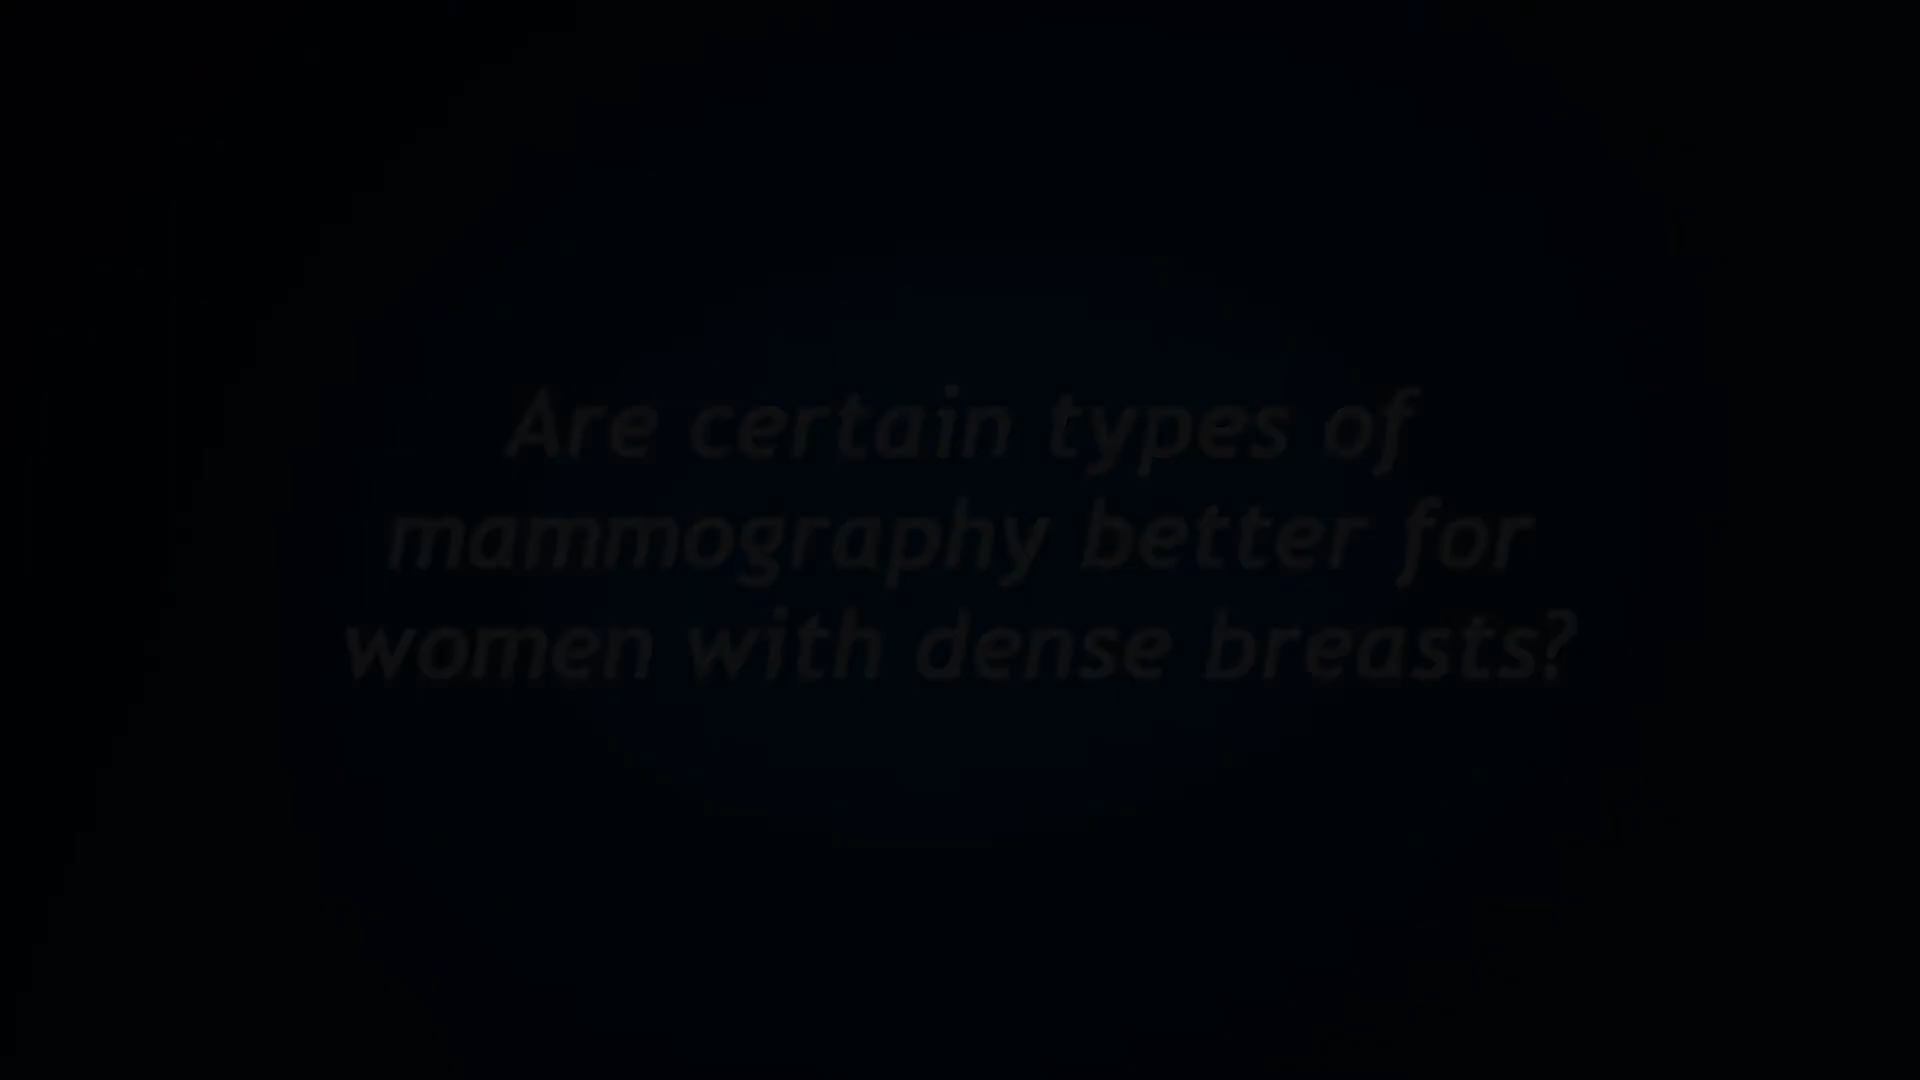 Are certain types of
mammography better for
women with dense breasts?